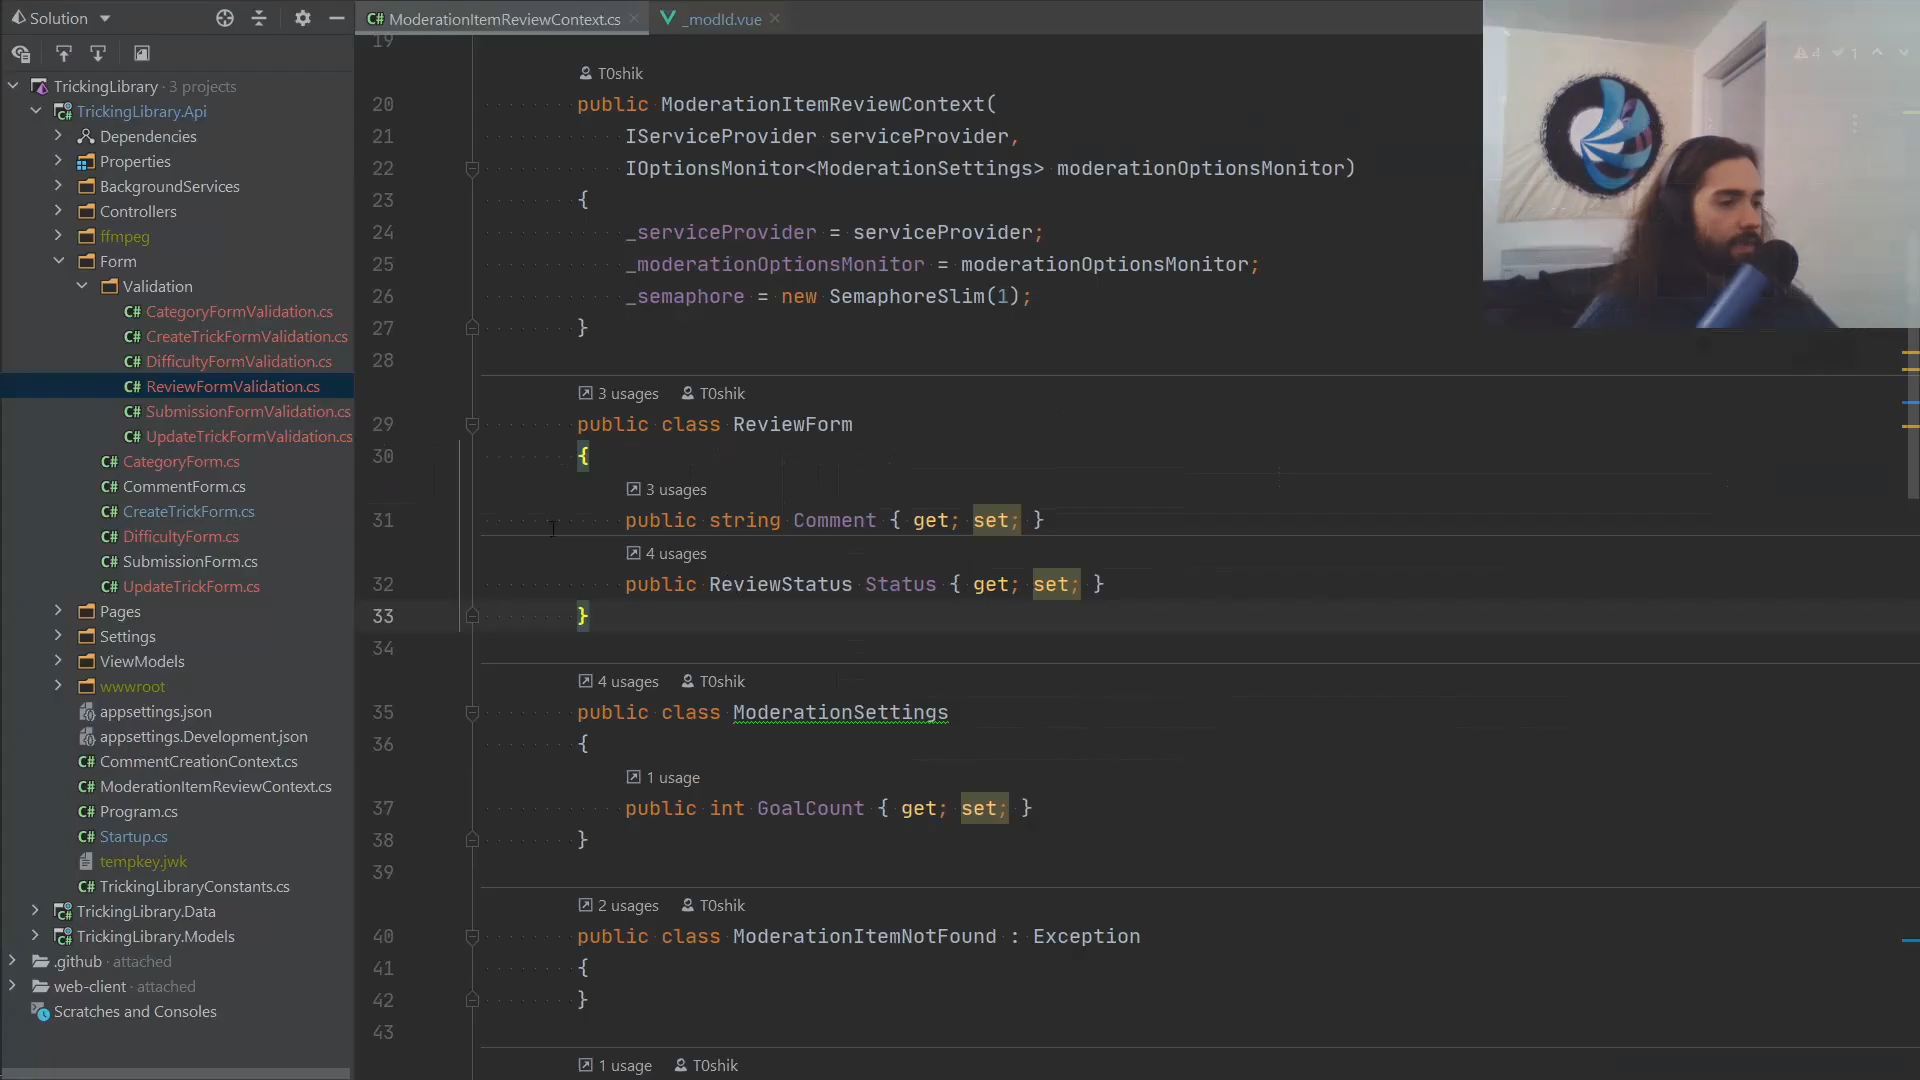 Solution
TrickingLibrary · 3 projects
TrickingLibrary.Api
Dependencies
Properties
BackgroundServices
Controllers
ffmpeg
Form
Validation
C# CategoryFormValidation.cs
C# CreateTrickFormValidation.cs
C# DifficultyFormValidation.cs
C# ReviewFormValidation.cs
C# SubmissionFormValidation.cs
C# UpdateTrickFormValidation.cs
C# CategoryForm.cs
C# CommentForm.cs
C# CreateTrickForm.cs
C# DifficultyForm.cs
C# SubmissionForm.cs
C# UpdateTrickForm.cs
Pages
Settings
ViewModels
wwwroot
appsettings.json
appsettings.Development.json
C# CommentCreationContext.cs
C# ModerationItemReviewContext.cs
C# Program.cs
C# Startup.cs
tempkey.jwk
C# TrickingLibraryConstants.cs
TrickingLibrary.Data
TrickingLibrary.Models
.github · attached
web-client · attached
Scratches and Consoles
C# ModerationItemReviewContext.cs
_modId.vue
4 1
19
T0shik
20 public ModerationItemReviewContext(
21 IServiceProvider serviceProvider,
22 IOptionsMonitor<ModerationSettings> moderationOptionsMonitor)
23 {
24 _serviceProvider = serviceProvider;
25 _moderationOptionsMonitor = moderationOptionsMonitor;
26 _semaphore = new SemaphoreSlim(1);
27 }
28
3 usages T0shik
29 public class ReviewForm
30 {
3 usages
31 public string Comment { get; set; }
4 usages
32 public ReviewStatus Status { get; set; }
33 }
34
4 usages T0shik
35 public class ModerationSettings
36 {
1 usage
37 public int GoalCount { get; set; }
38 }
39
2 usages T0shik
40 public class ModerationItemNotFound : Exception
41 {
42 }
43
1 usage T0shik